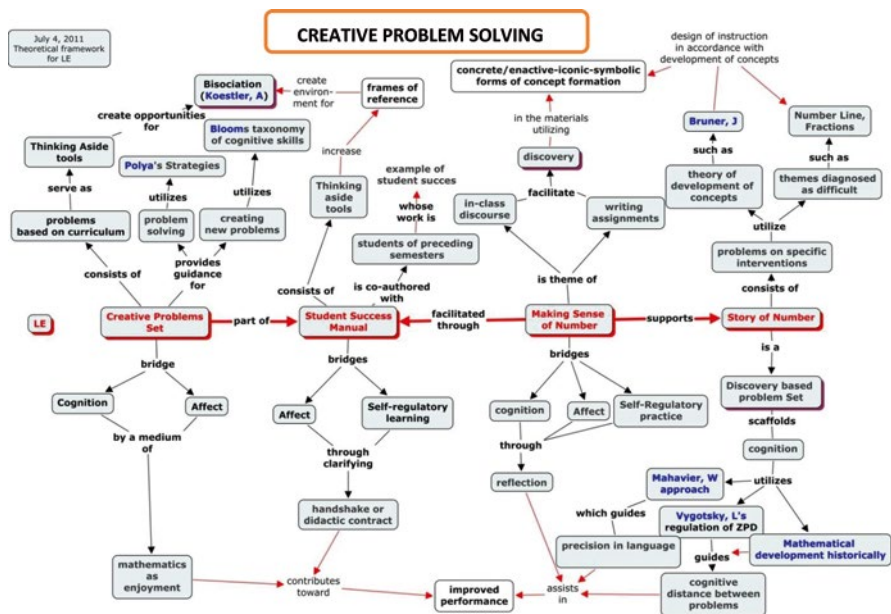 CREATIVE PROBLEM SOLVING
July 4, 2011
Theoretical framework
for LE
Bisociation
(Koestler, A)
create
environ-
ment for
frames of
reference
concrete/enactive-iconic-symbolic
forms of concept formation
design of instruction
in accordance with
development of concepts
create opportunities
for
Blooms taxonomy
of cognitive skills
in the materials
utilizing
Bruner, J
Number Line,
Fractions
Thinking Aside
tools
Polya's Strategies
increase
example of
student succes
discovery
such as
such as
serve as
utilizes
utilizes
Thinking
aside
tools
whose
work is
facilitate
theory of
development of
concepts
themes diagnosed
as difficult
problems
based on curriculum
problem
solving
creating
new problems
students of preceding
semesters
in-class
discourse
writing
assignments
utilize
problems on specific
interventions
consists of
provides
guidance
for
consists of
is co-authored
with
is theme of
consists of
LE
Creative Problems
Set
part of
Student Success
Manual
facilitated
through
Making Sense
of Number
supports
Story of Number
bridge
bridges
bridges
is a
Cognition
Affect
Affect
Self-regulatory
learning
cognition
Affect
Self-Regulatory
practice
Discovery based
problem Set
scaffolds
by a medium
of
through
clarifying
through
cognition
reflection
Mahavier, W
approach
utilizes
handshake or
didactic contract
which guides
Vygotsky, L's
regulation of ZPD
precision in language
guides
Mathematical
development historically
mathematics
as
enjoyment
contributes
toward
improved
performance
assists
in
cognitive
distance between
problems